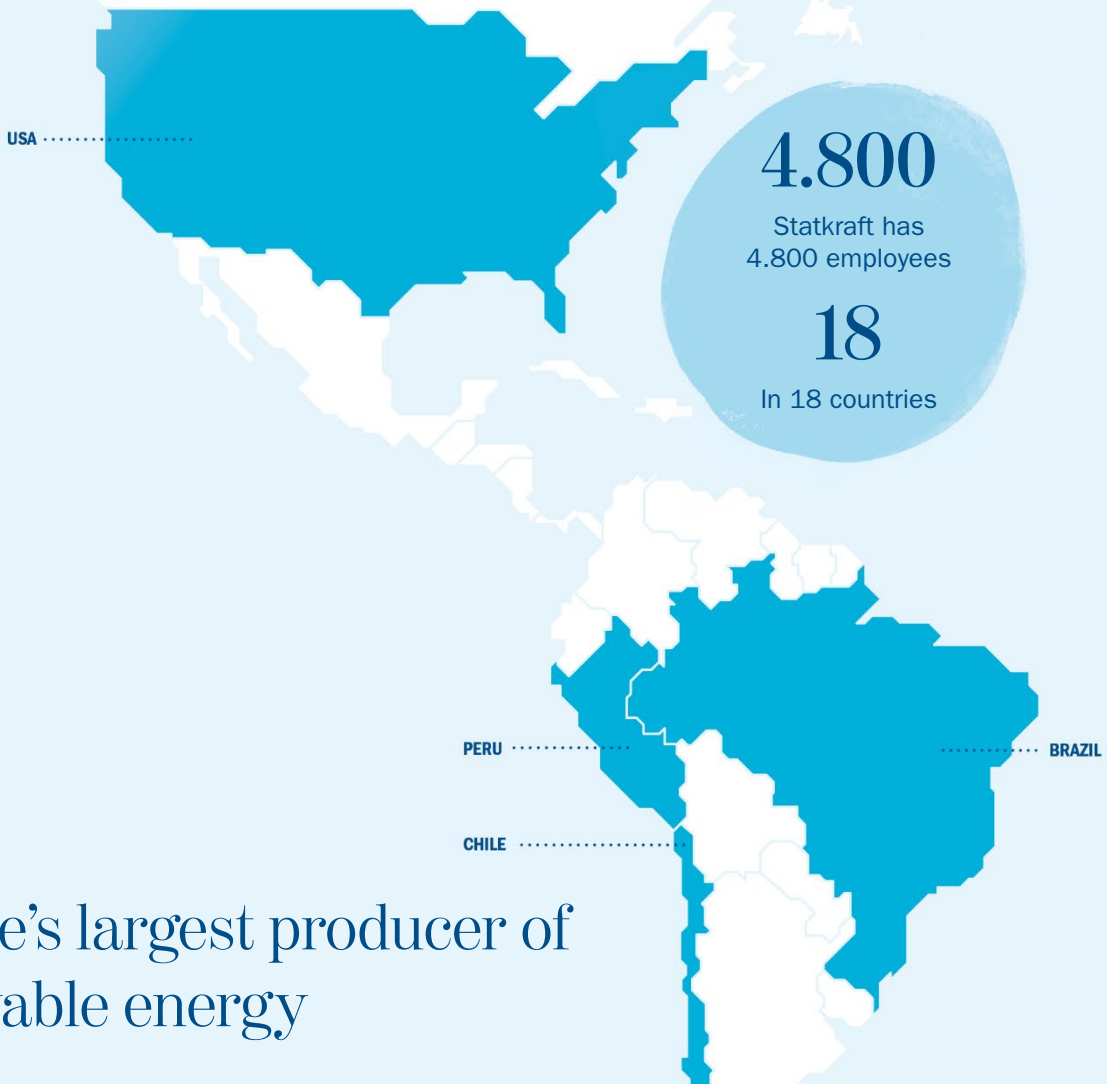 USA
4.800
Statkraft has
4.800 employees
18
In 18 countries
PERU
BRAZIL
CHILE
e’s largest producer of
able energy